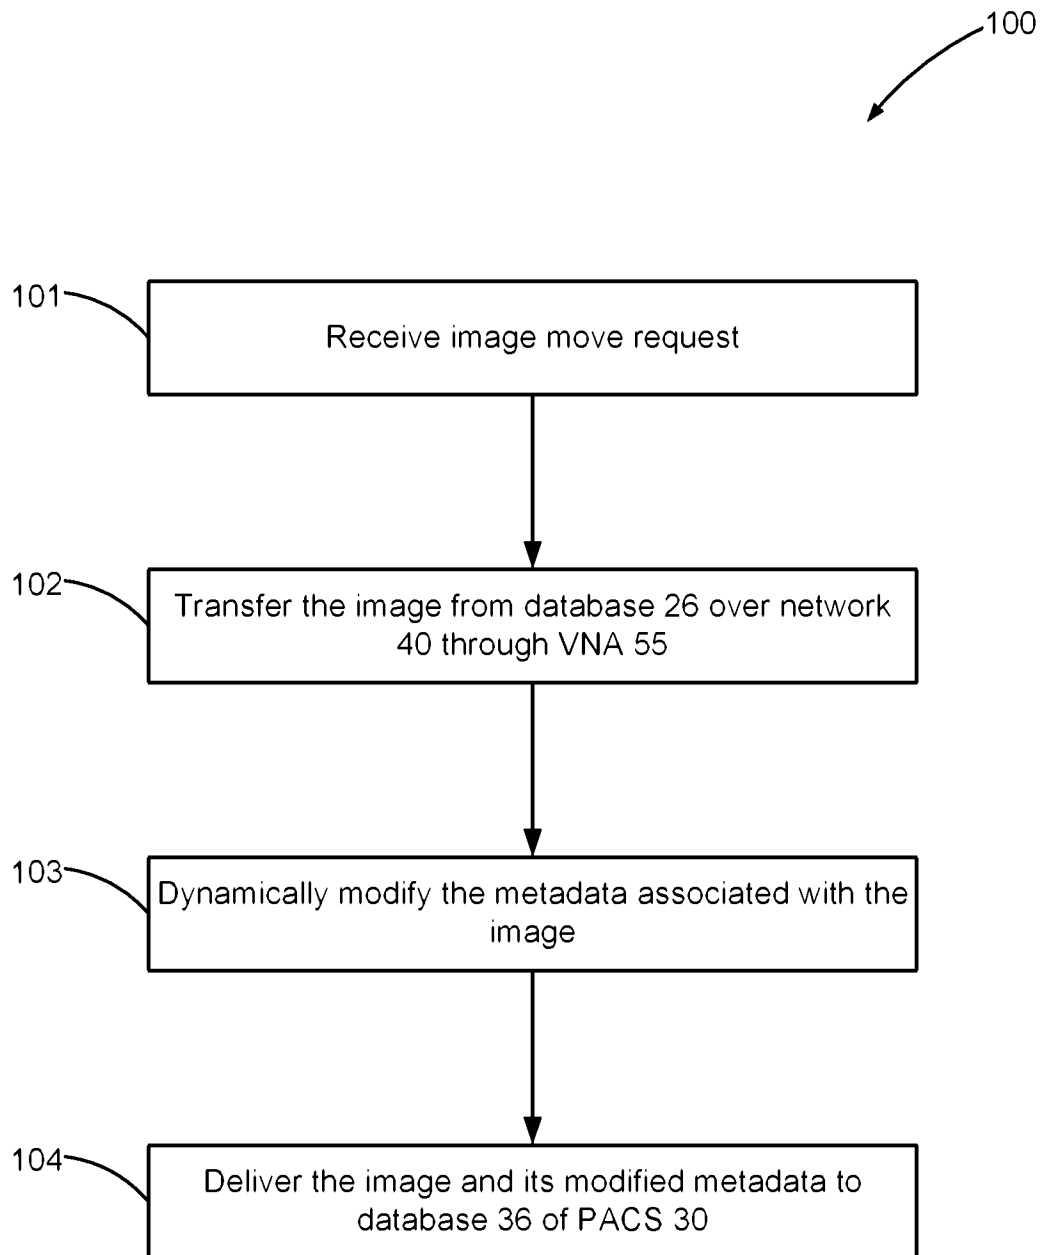 100
101
Receive image move request
102
Transfer the image from database 26 over network
40 through VNA 55
103
Dynamically modify the metadata associated with the
image
104
Deliver the image and its modified metadata to
database 36 of PACS 30